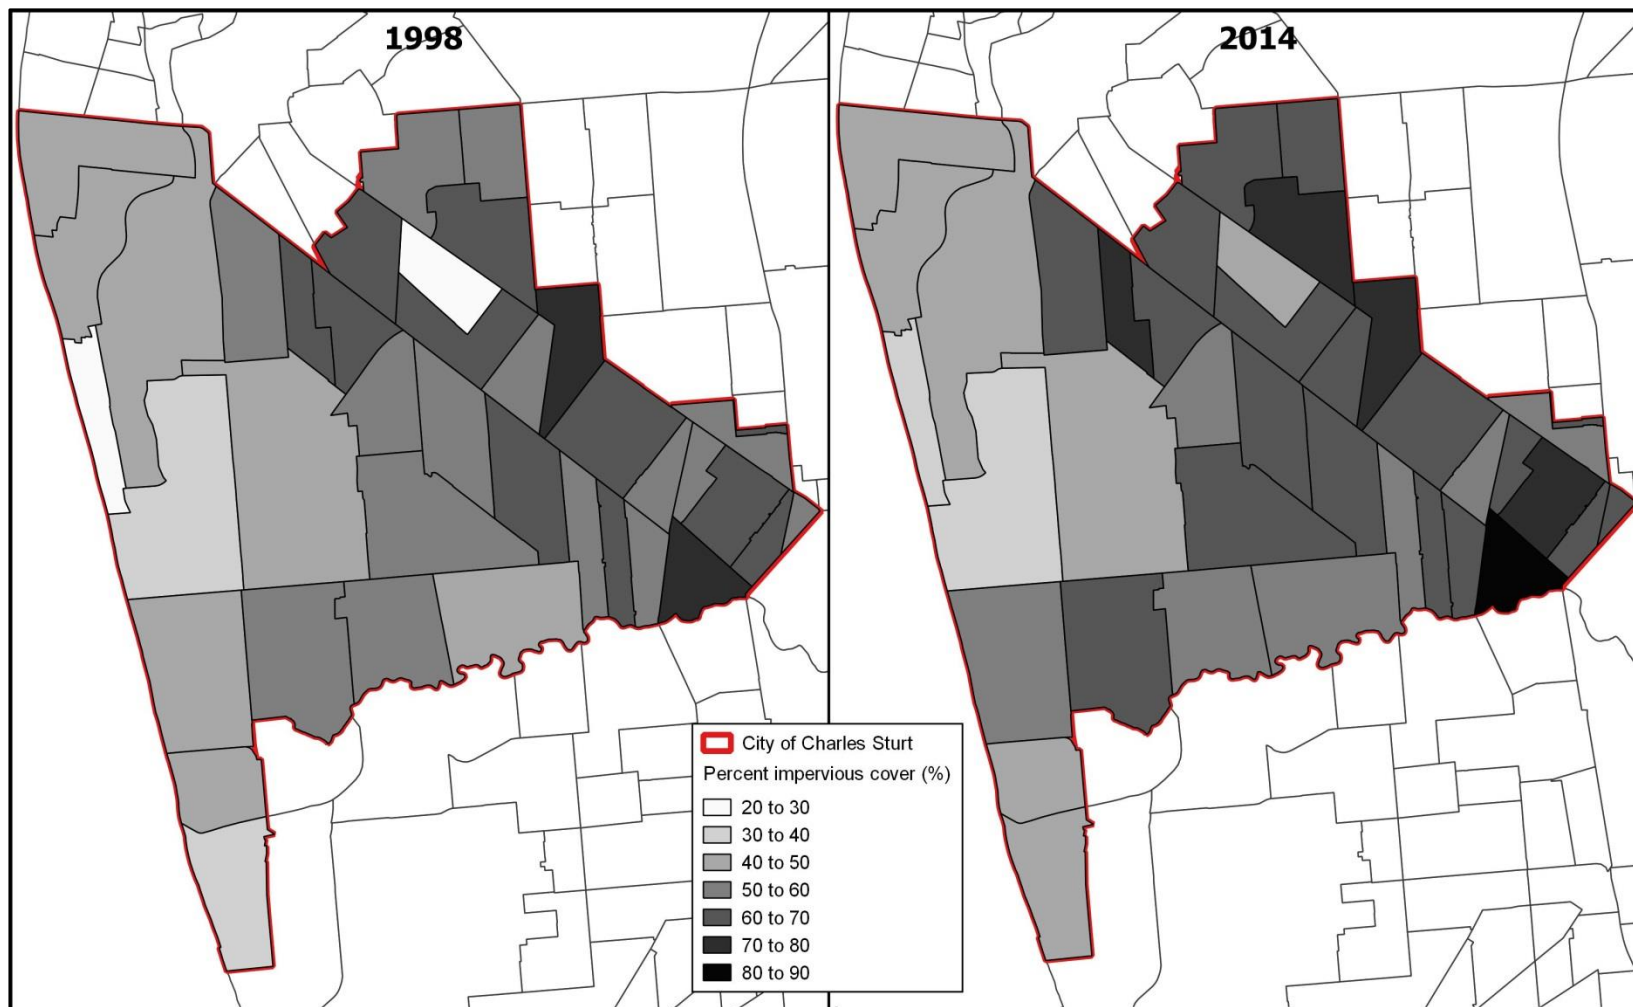 1998
2014
City of Charles Sturt
Percent impervious cover (%)
20 to 30
30 to 40
40 to 50
50 to 60
60 to 70
70 to 80
80 to 90